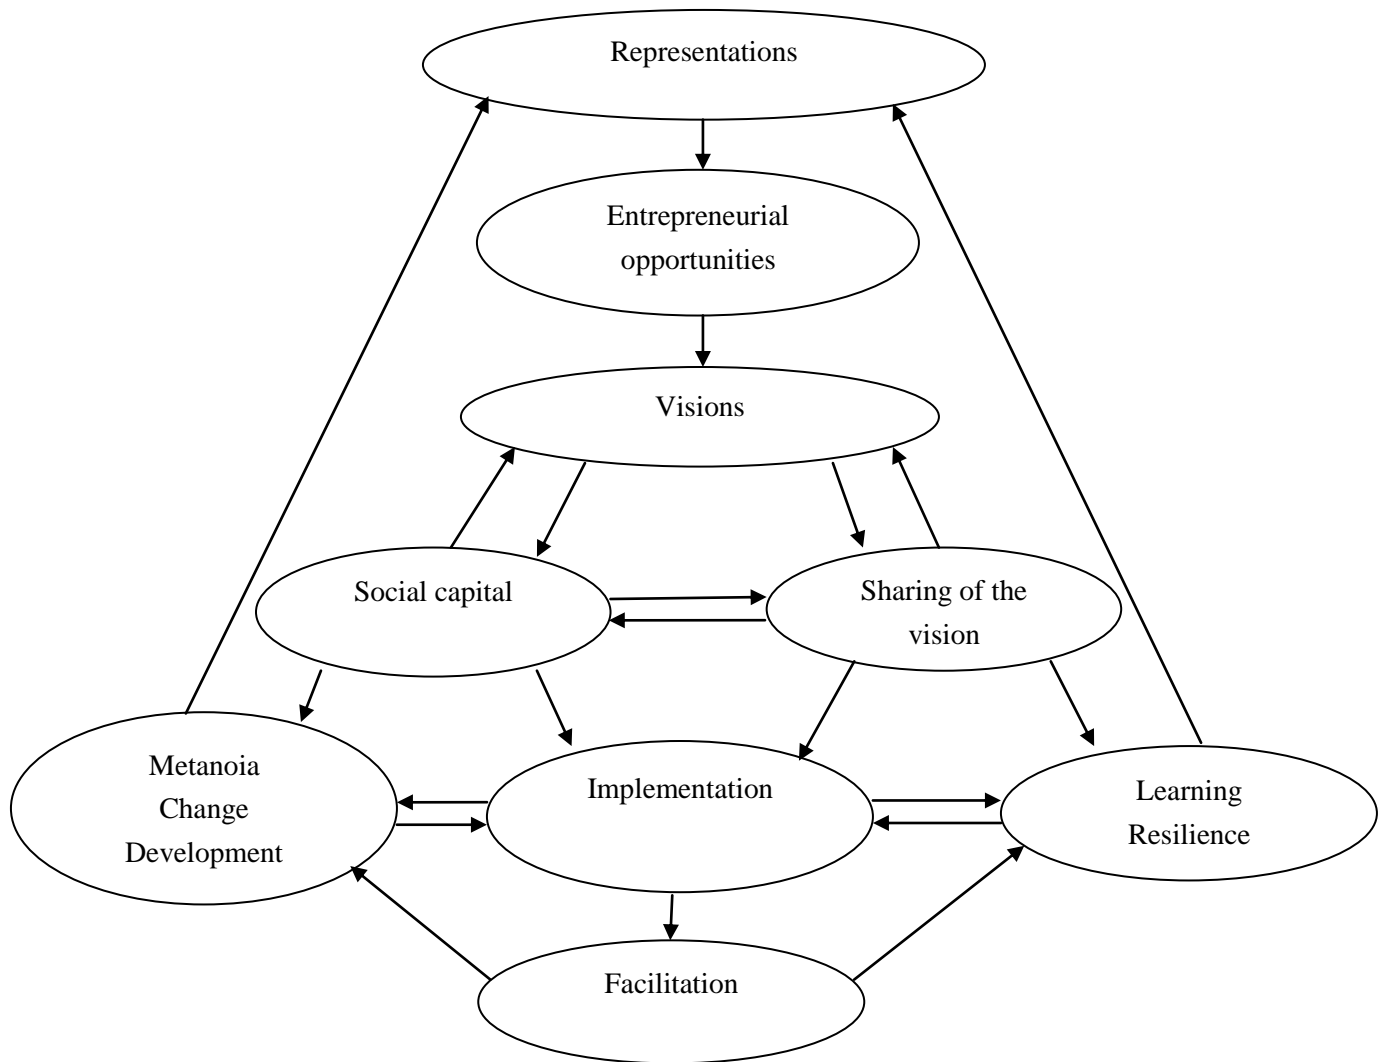 Representations
Entrepreneurial
opportunities
Visions
Social capital
Sharing of the
vision
Metanoia
Change
Development
Implementation
Learning
Resilience
Facilitation